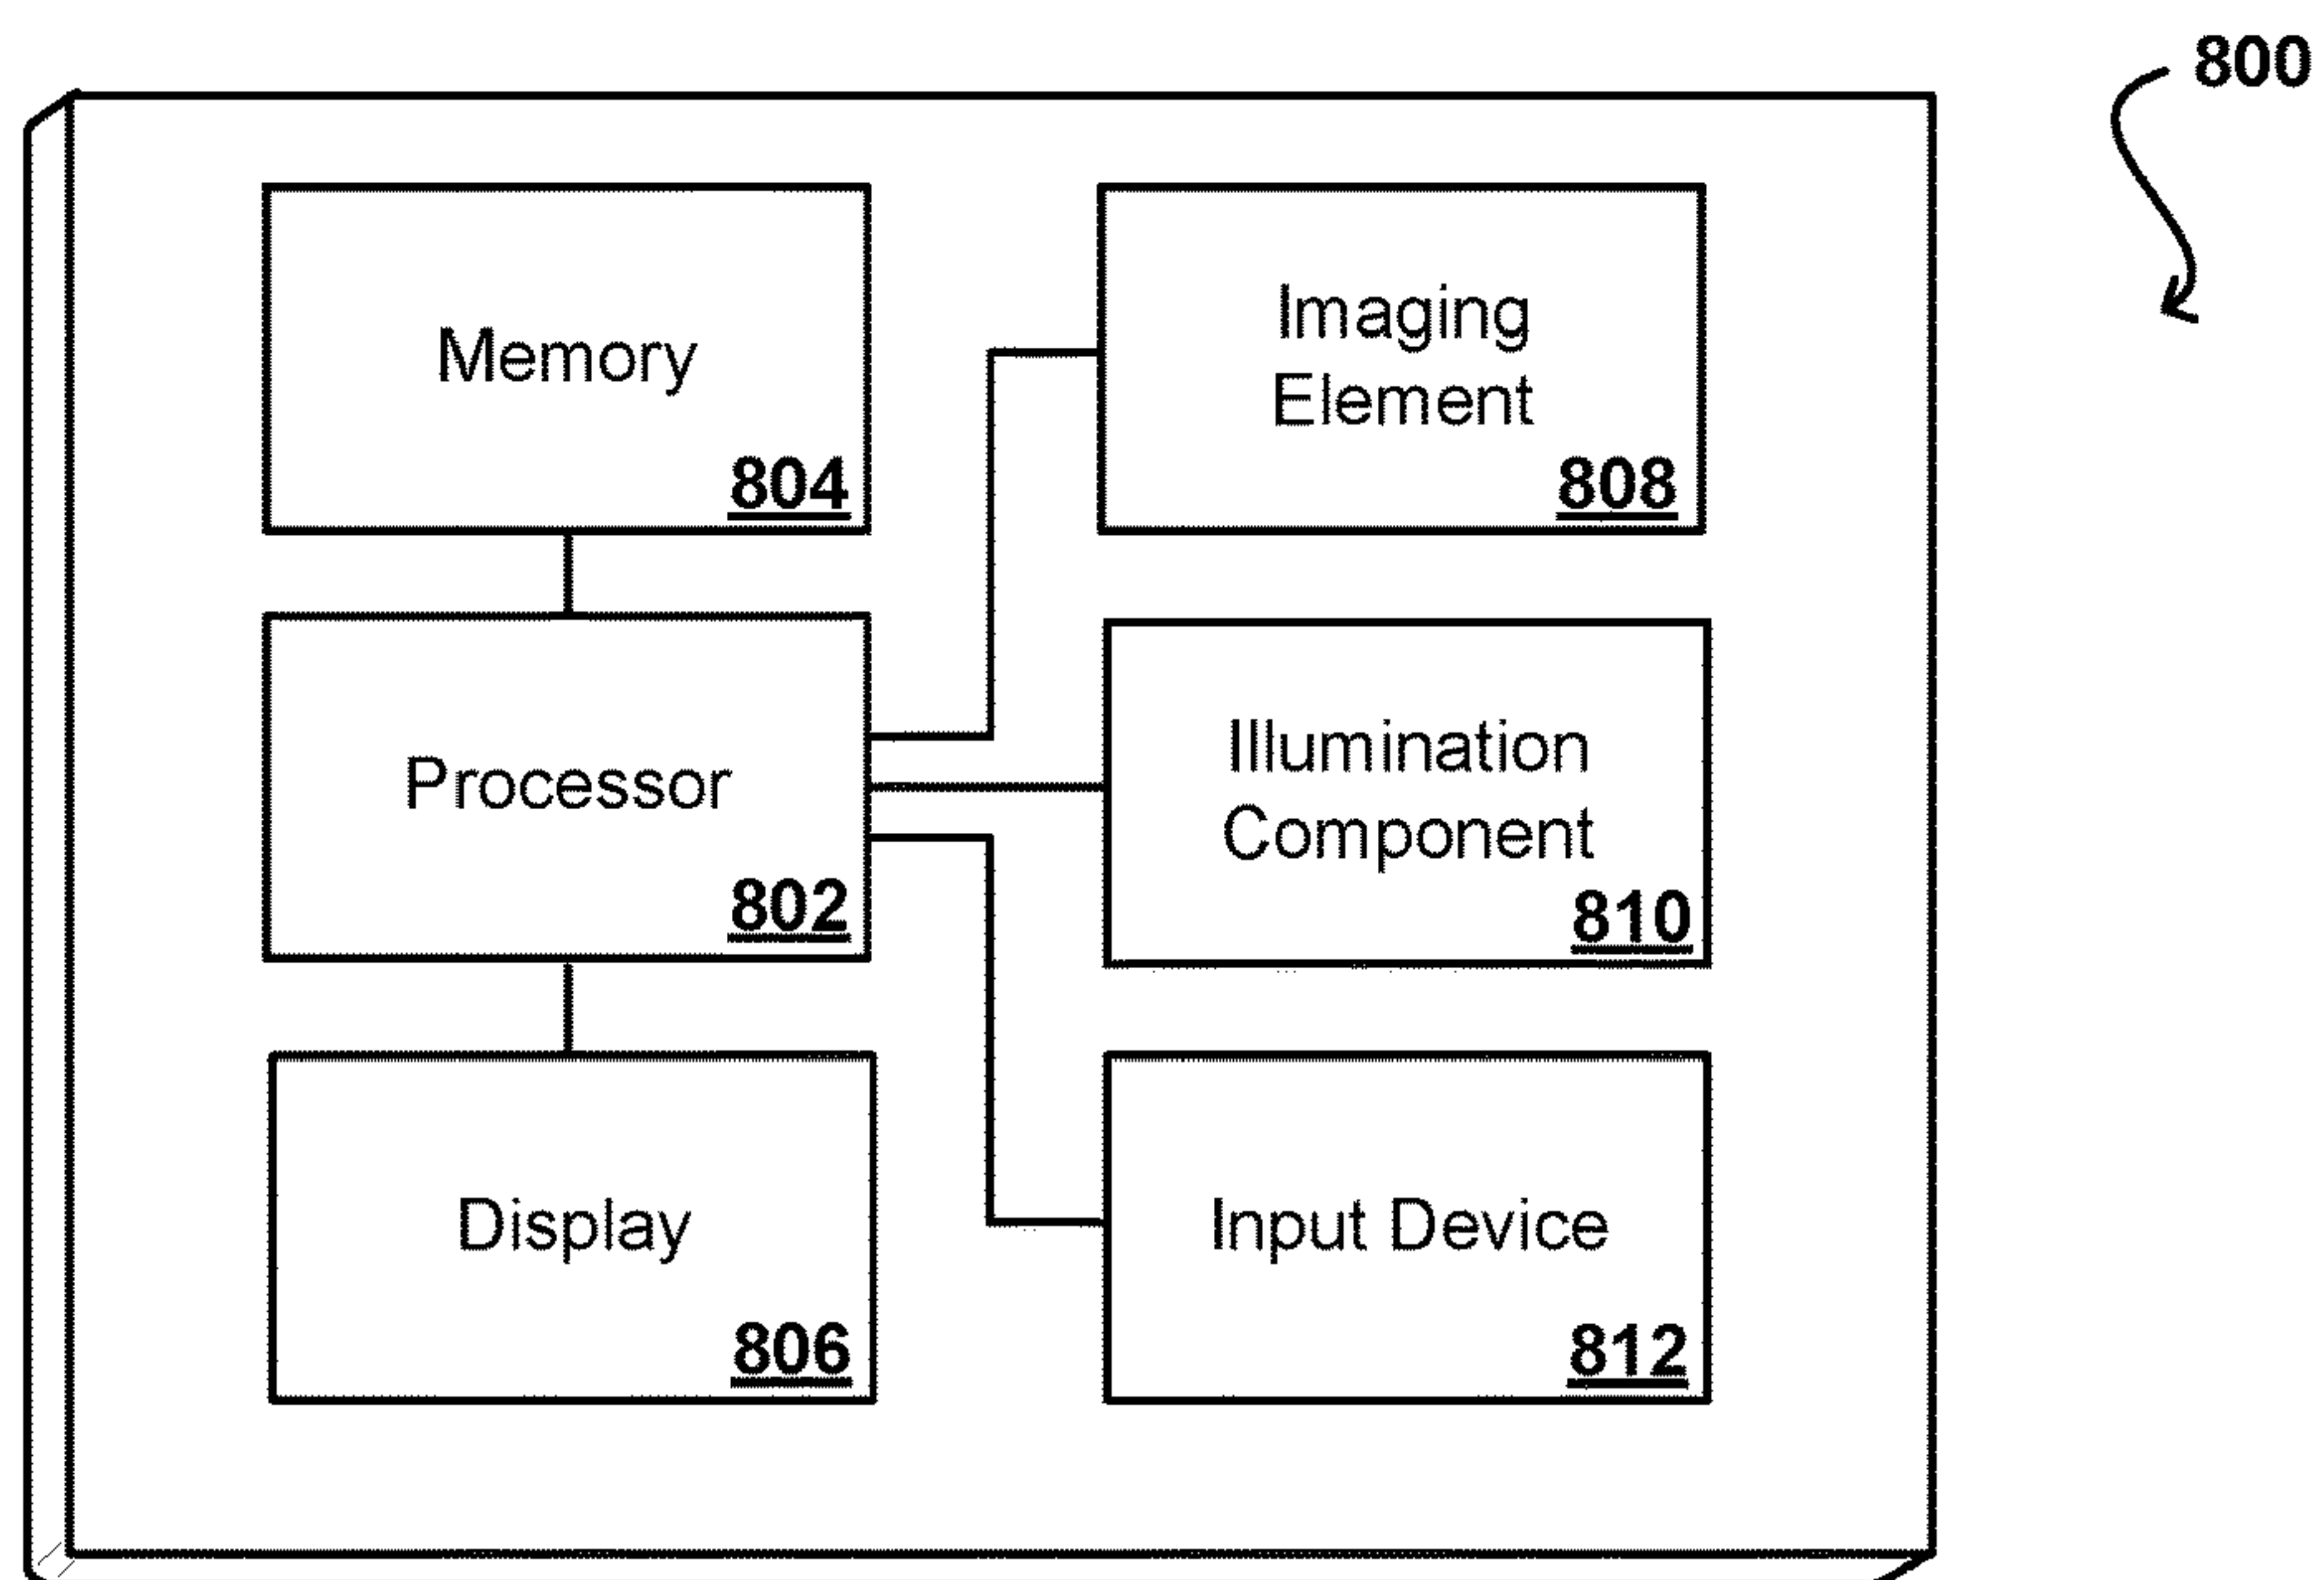 800
Memory
804
Imaging
Element
808
Processor
802
Illumination
Component
810
Display
806
Input Device
812